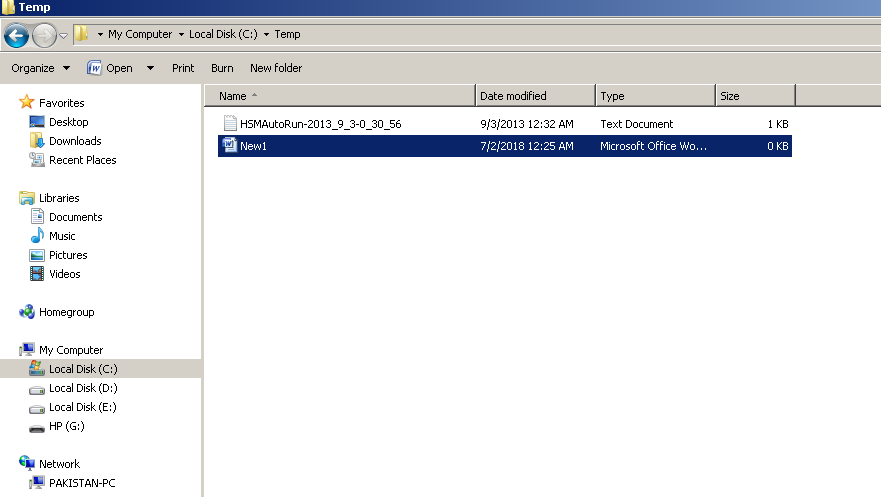 Temp
My Computer Local Disk (C:) Temp
Organize Open Print Burn New folder
Name Date modified Type Size
HSMAutoRun-2013_9_3-0_30_56 9/3/2013 12:32 AM Text Document 1 KB
New1 7/2/2018 12:25 AM Microsoft Office Wo... 0 KB
Favorites
Desktop
Downloads
Recent Places
Libraries
Documents
Music
Pictures
Videos
Homegroup
My Computer
Local Disk (C:)
Local Disk (D:)
Local Disk (E:)
HP (G:)
Network
PAKISTAN-PC